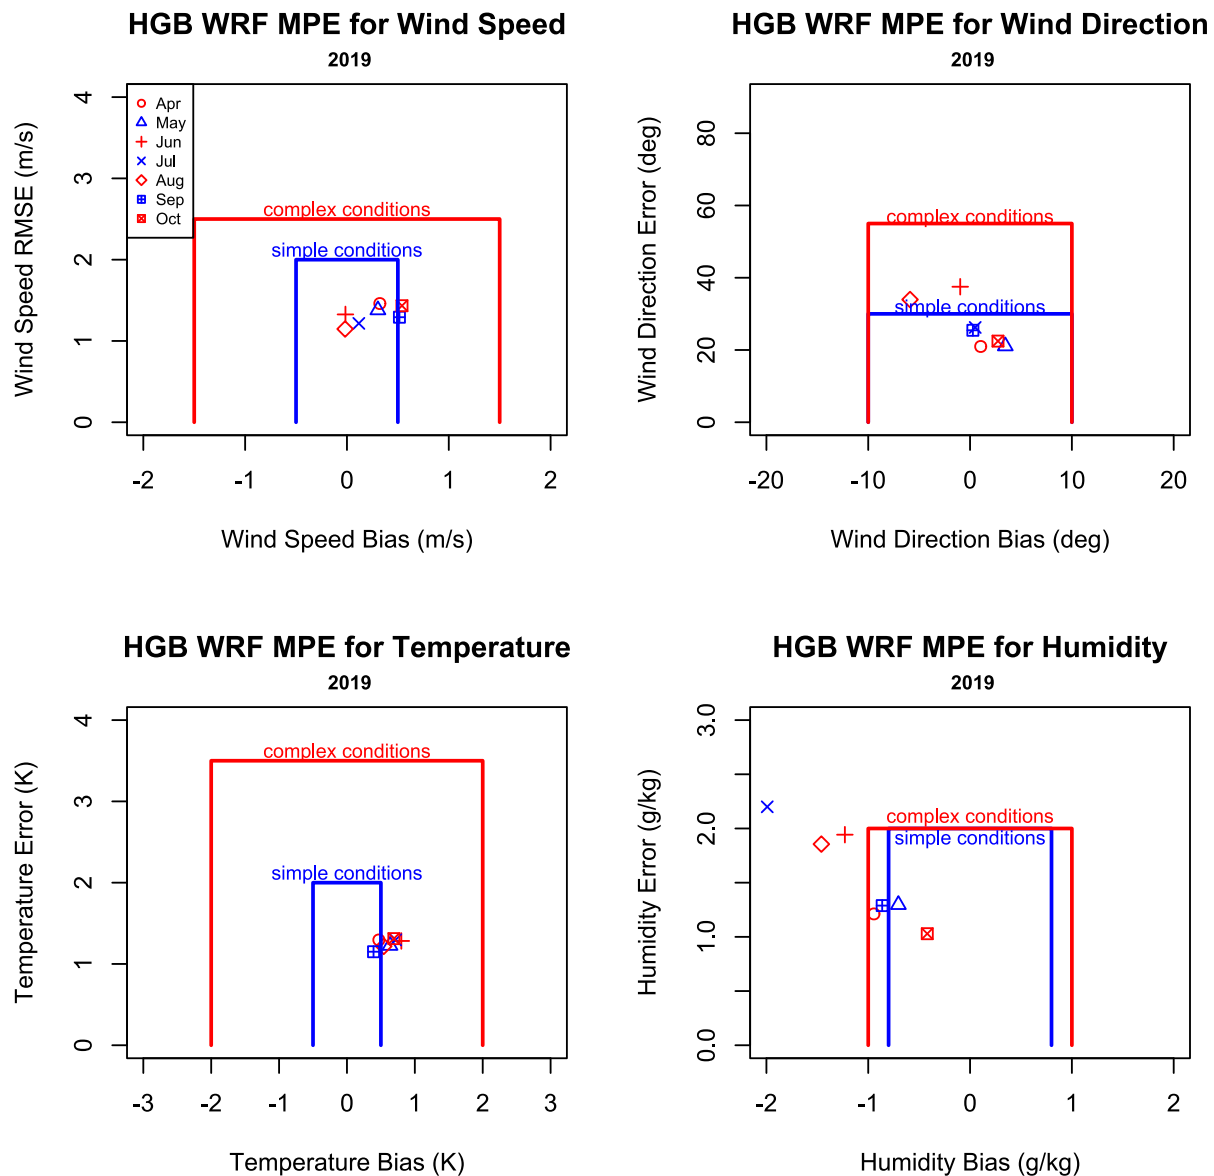 HGB WRF MPE for Wind Speed
2019
Wind Speed RMSE (m/s)
4
3
2
1
0
Apr
May
Jun
Jul
Aug
Sep
Oct
complex conditions
simple conditions
-2 -1 0 1 2
Wind Speed Bias (m/s)
HGB WRF MPE for Wind Direction
2019
Wind Direction Error (deg)
80
60
40
20
0
complex conditions
simple conditions
-20 -10 0 10 20
Wind Direction Bias (deg)
HGB WRF MPE for Temperature
2019
Temperature Error (K)
4
3
2
1
0
complex conditions
simple conditions
-3 -2 -1 0 1 2 3
Temperature Bias (K)
HGB WRF MPE for Humidity
2019
Humidity Error (g/kg)
3.0
2.0
1.0
0.0
complex conditions
simple conditions
-2 -1 0 1 2
Humidity Bias (g/kg)